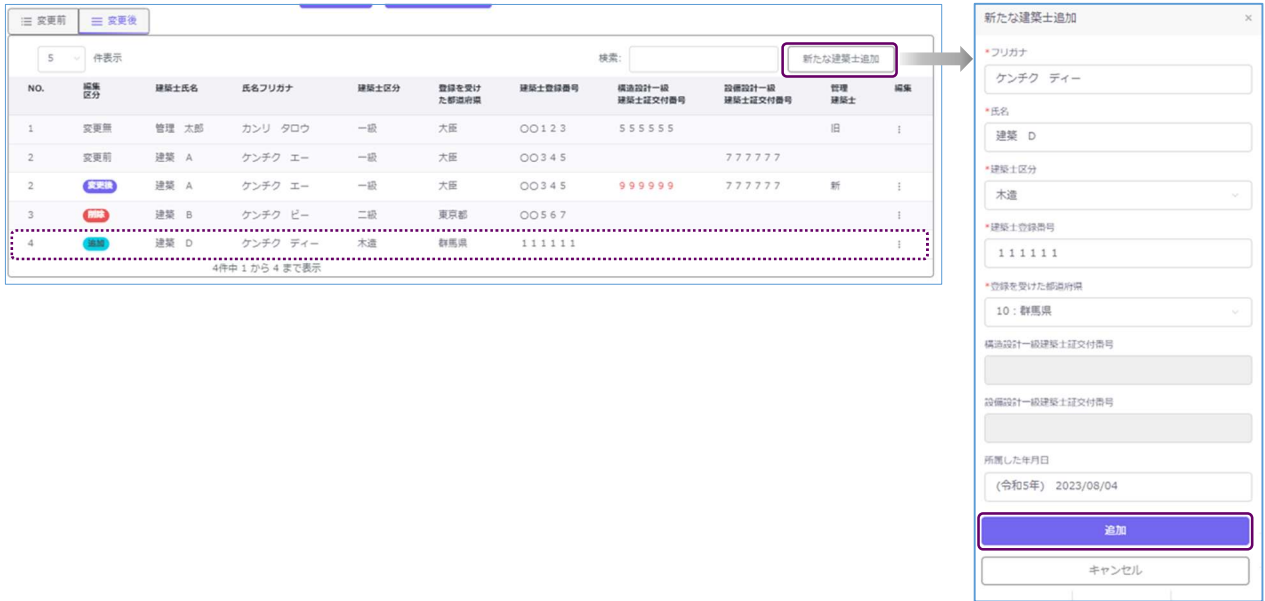 変更前 変更後
5 件表示 検索: 新たな建築士追加
NO. 編集区分 建築士氏名 氏名フリガナ 建築士区分 登録を受けた都道府県 建築士登録番号 構造設計一級建築士証交付番号 設備設計一級建築士証交付番号 管理建築士 編集
1 変更無 管理 太郎 カンリ タロウ 一級 大臣 〇〇123 555555 旧
2 変更前 建築 A ケンチク エー 一級 大臣 〇〇345 777777
2 変更後 建築 A ケンチク エー 一級 大臣 〇〇345 999999 777777 新
3 削除 建築 B ケンチク ビー 二級 東京都 〇〇567
4 追加 建築 D ケンチク ディー 木造 群馬県 111111
4件中 1 から 4 まで表示
新たな建築士追加 ×
*フリガナ
ケンチク ディー
*氏名
建築 D
*建築士区分
木造
*建築士登録番号
111111
*登録を受けた都道府県
10：群馬県
構造設計一級建築士証交付番号
設備設計一級建築士証交付番号
所属した年月日
(令和5年) 2023/08/04
追加
キャンセル